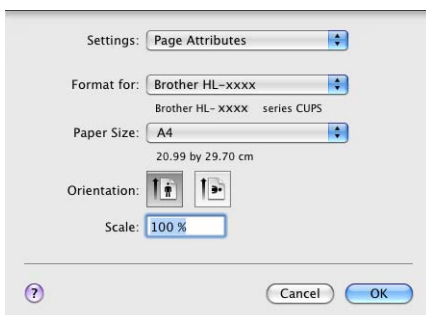 Settings: Page Attributes
Format for: Brother HL-xxxx
Brother HL- xxxx series CUPS
Paper Size: A4
20.99 by 29.70 cm
Orientation:
Scale: 100 %
? Cancel OK